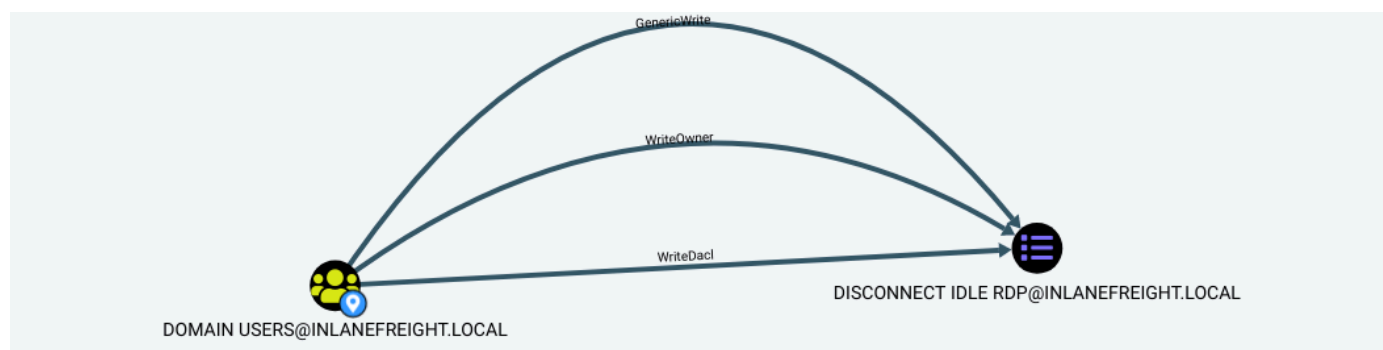 GenericWrite
WriteOwner
WriteDacl
DISCONNECT IDLE RDP@INLANEFREIGHT.LOCAL
DOMAIN USERS@INLANEFREIGHT.LOCAL